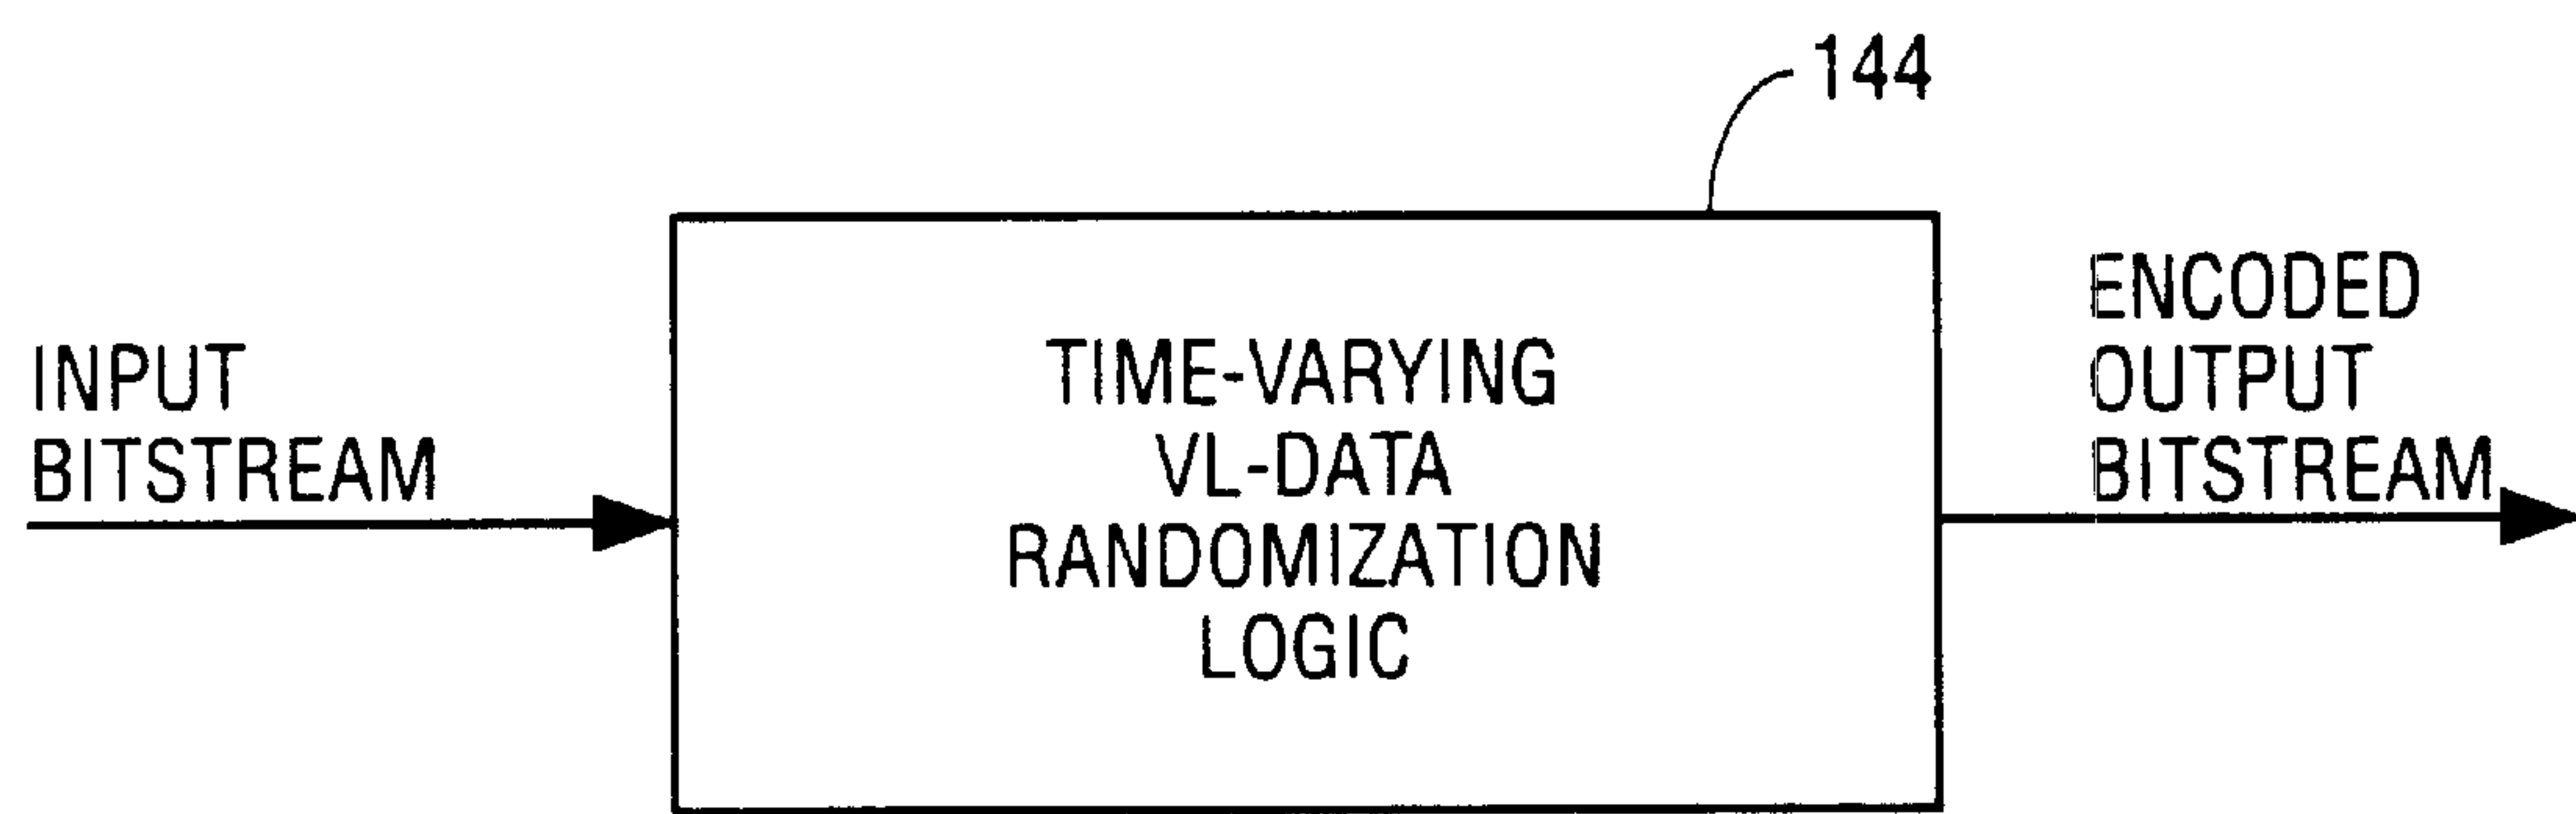 144
INPUT
BITSTREAM
TIME-VARYING
VL-DATA
RANDOMIZATION
LOGIC
ENCODED
OUTPUT
BITSTREAM